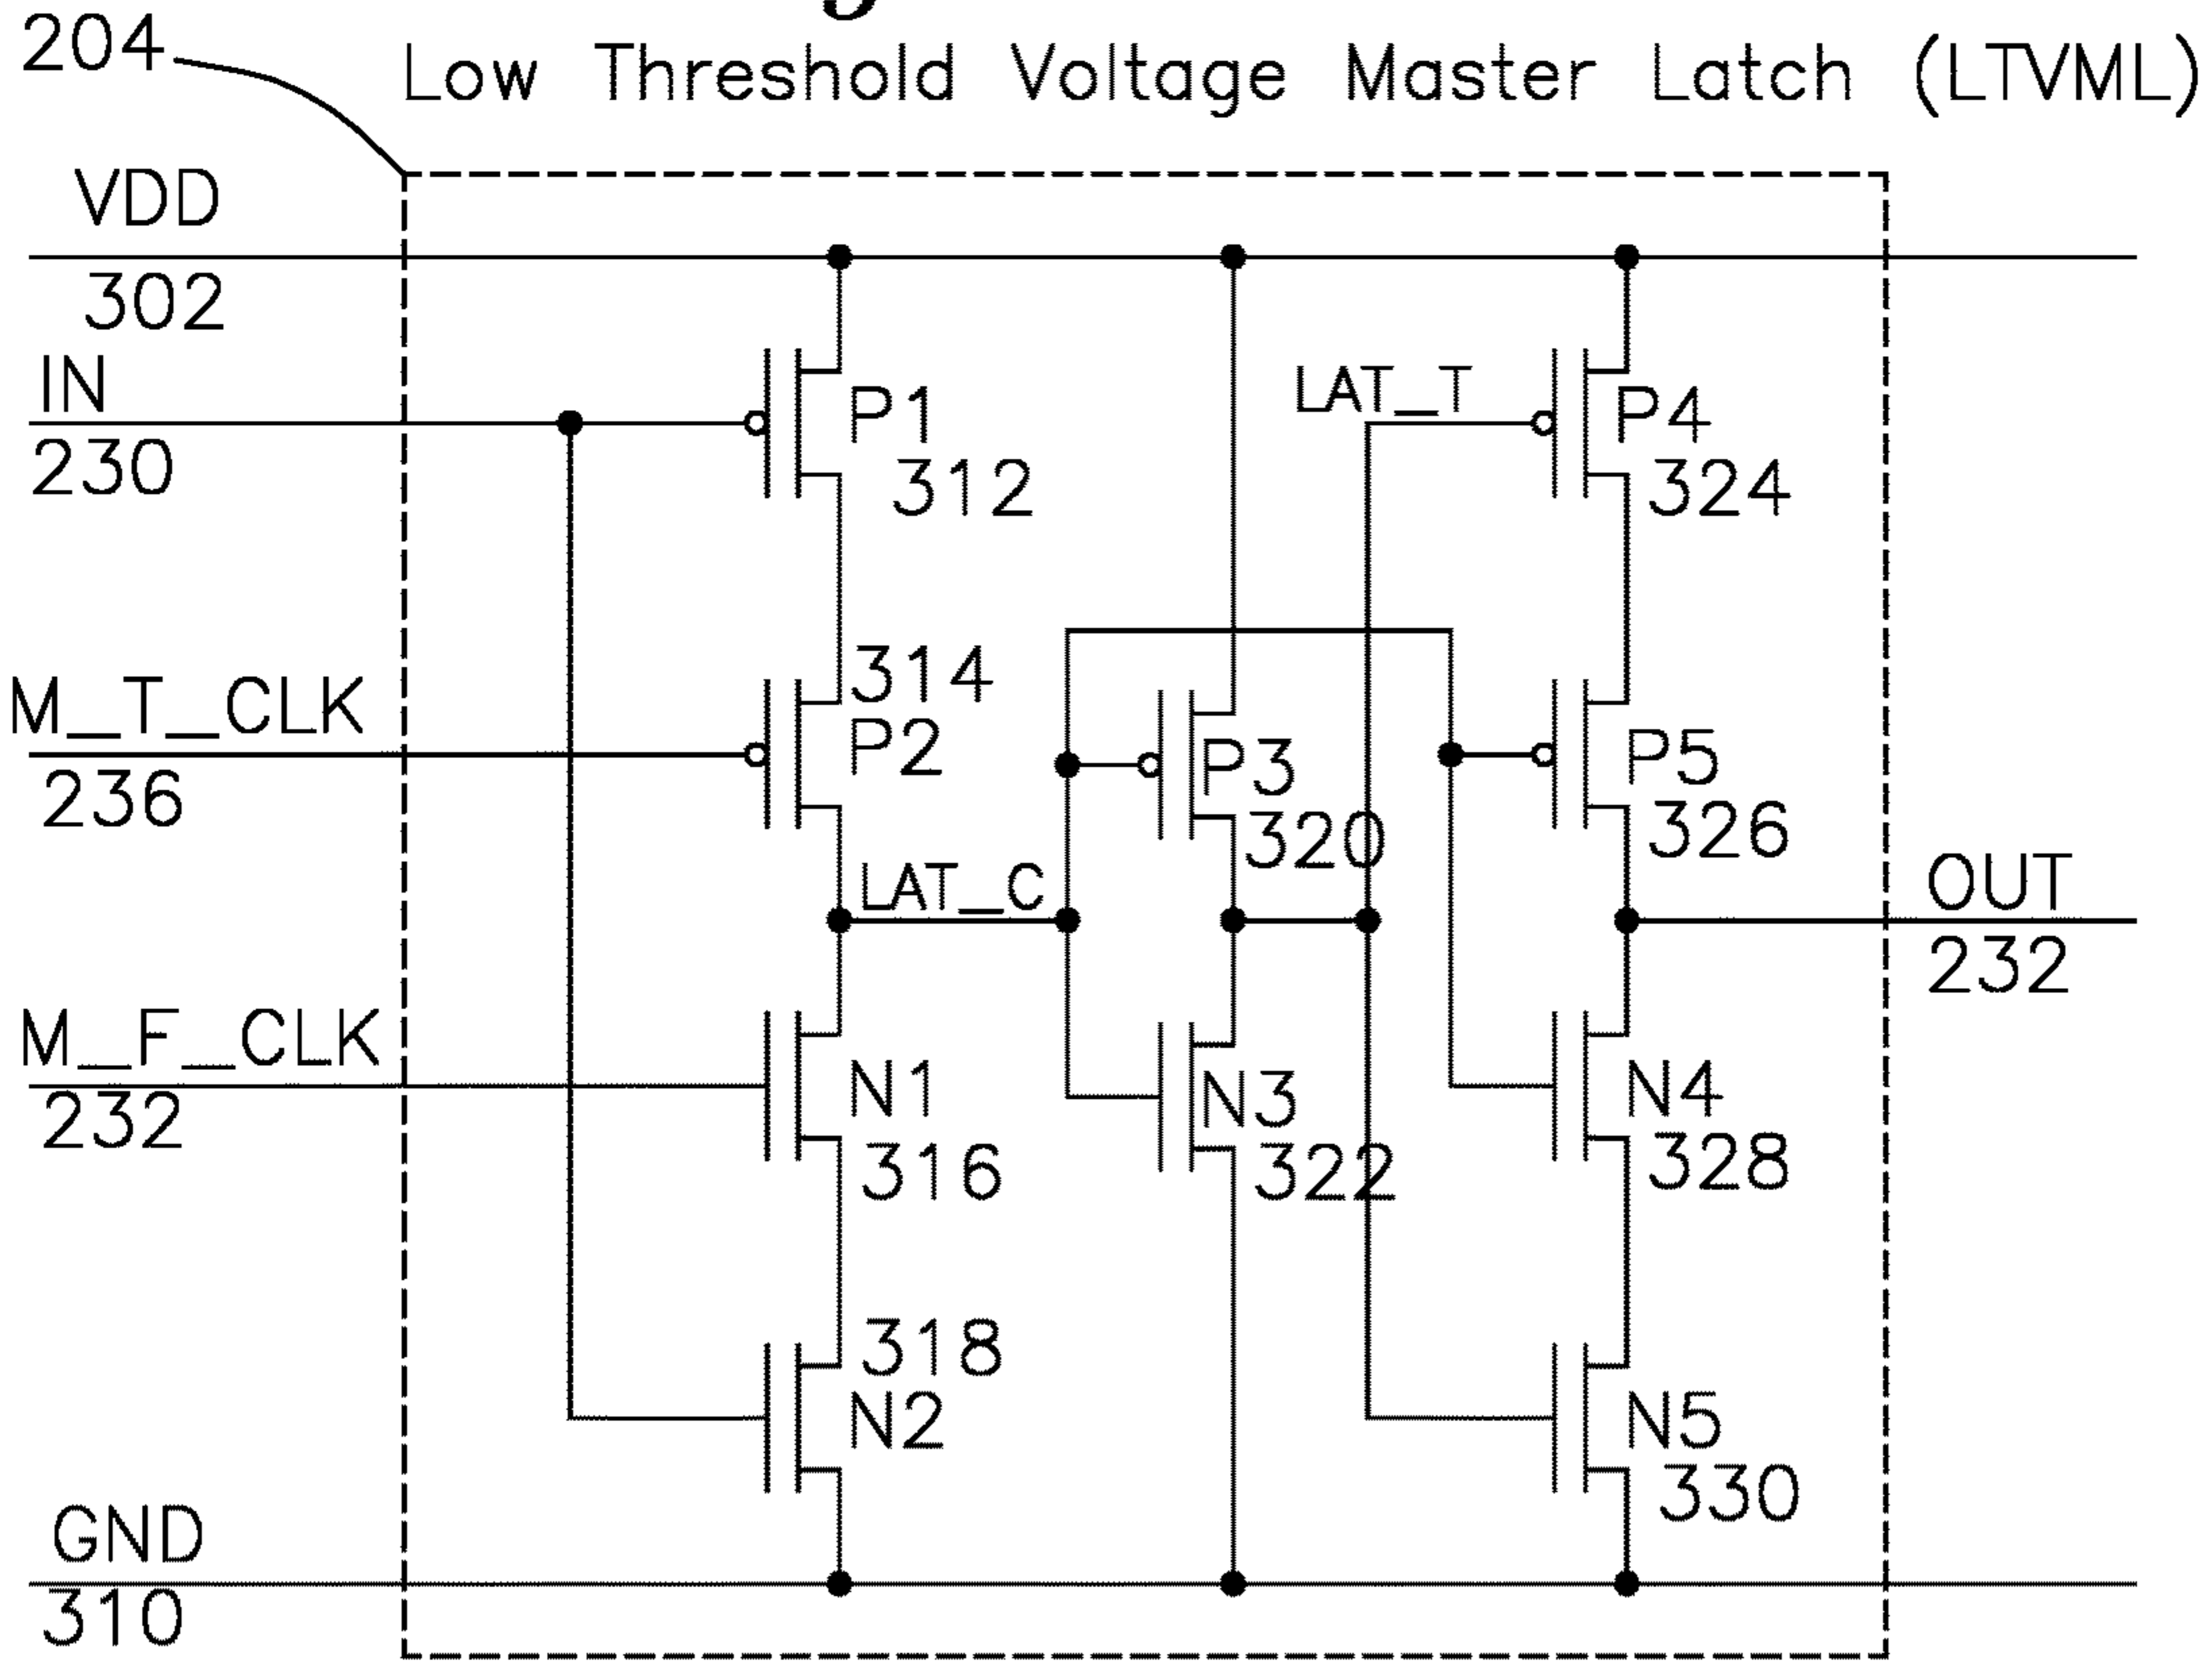 204
Low Threshold Voltage Master Latch (LTVML)
VDD
302
IN
230
P1
312
LAT_T
P4
324
M_T_CLK
236
314
P2
P3
320
P5
326
LAT_C
OUT
232
M_F_CLK
232
N1
316
N3
322
N4
328
318
N2
N5
330
GND
310